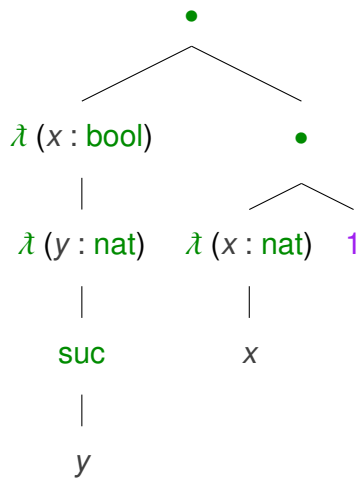 •
ƛ (x : bool) •
ƛ (y : nat) ƛ (x : nat) 1
suc x
y